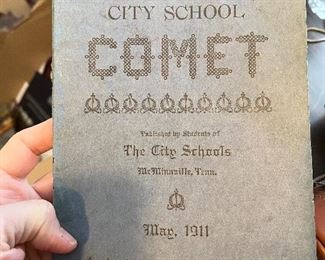 CITY SCHOOL
COMET
Published by Students of
The City Schools
McMinnville, Tenn.
May, 1911